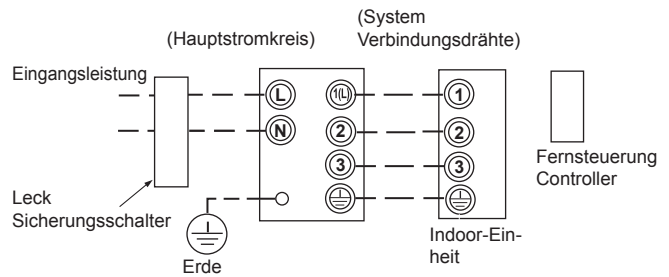 (System
Verbindungsdrähte)
(Hauptstromkreis)
Eingangsleistung
L
1(L)
1
N
2
2
3
3
Fernsteuerung
Controller
Leck
Sicherungsschalter
Indoor-Ein-
heit
Erde